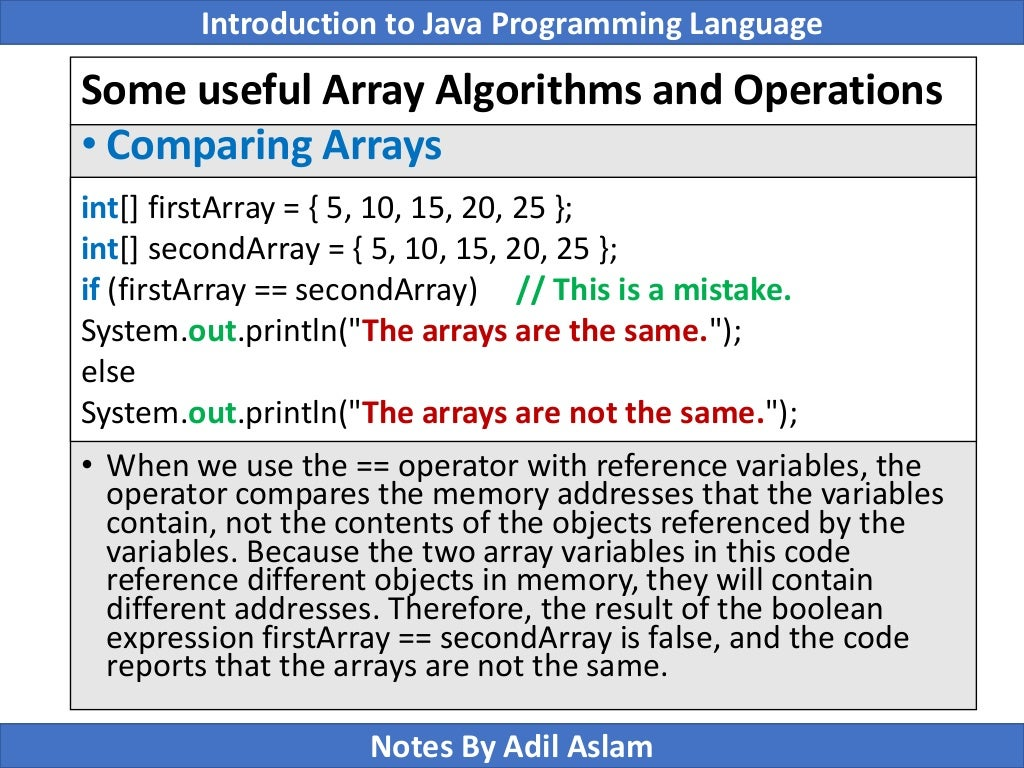 Introduction to Java Programming Language
Some useful Array Algorithms and Operations
• Comparing Arrays
int[] firstArray = { 5, 10, 15, 20, 25 };
int[] secondArray = { 5, 10, 15, 20, 25 };
if (firstArray == secondArray) // This is a mistake.
System.out.println("The arrays are the same.");
else
System.out.println("The arrays are not the same.");
• When we use the == operator with reference variables, the
operator compares the memory addresses that the variables
contain, not the contents of the objects referenced by the
variables. Because the two array variables in this code
reference different objects in memory, they will contain
different addresses. Therefore, the result of the boolean
expression firstArray == secondArray is false, and the code
reports that the arrays are not the same.
Notes By Adil Aslam